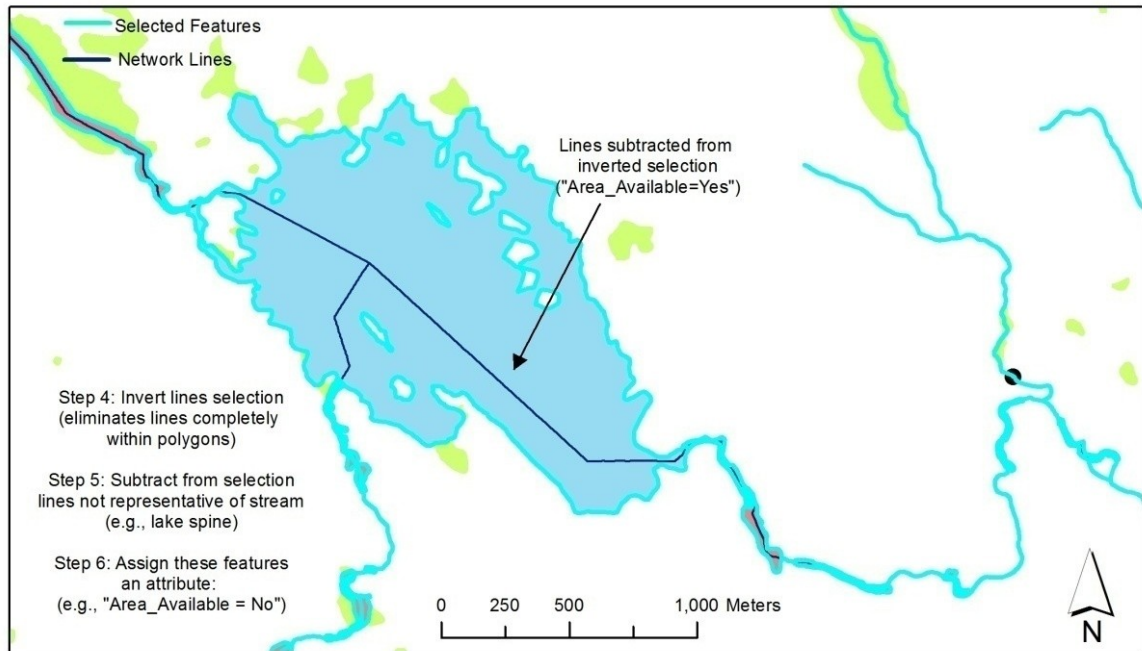 Selected Features
Network Lines
Lines subtracted from
inverted selection
("Area_Available=Yes")
Step 4: Invert lines selection
(eliminates lines completely
within polygons)
Step 5: Subtract from selection
lines not representative of stream
(e.g., lake spine)
Step 6: Assign these features
an attribute:
(e.g., "Area_Available = No")
0 250 500 1,000 Meters
N